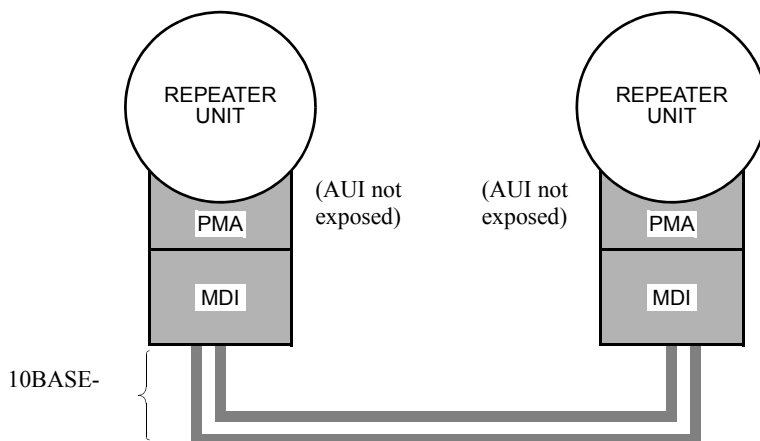 REPEATER
UNIT
REPEATER
UNIT
(AUI not
exposed)
(AUI not
exposed)
PMA
PMA
MDI
MDI
10BASE-